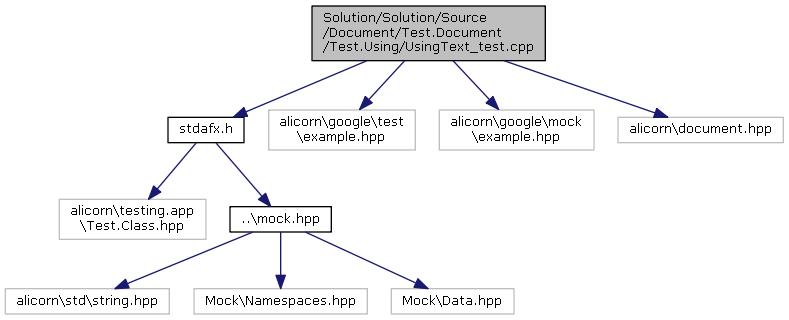 Solution/Solution/Source
/Document/Test.Document
/Test.Using/UsingText_test.cpp
stdafx.h
alicorn\google\test
\example.hpp
alicorn\google\mock
\example.hpp
alicorn\document.hpp
alicorn\testing.app
\Test.Class.hpp
..\mock.hpp
alicorn\std\string.hpp
Mock\Namespaces.hpp
Mock\Data.hpp